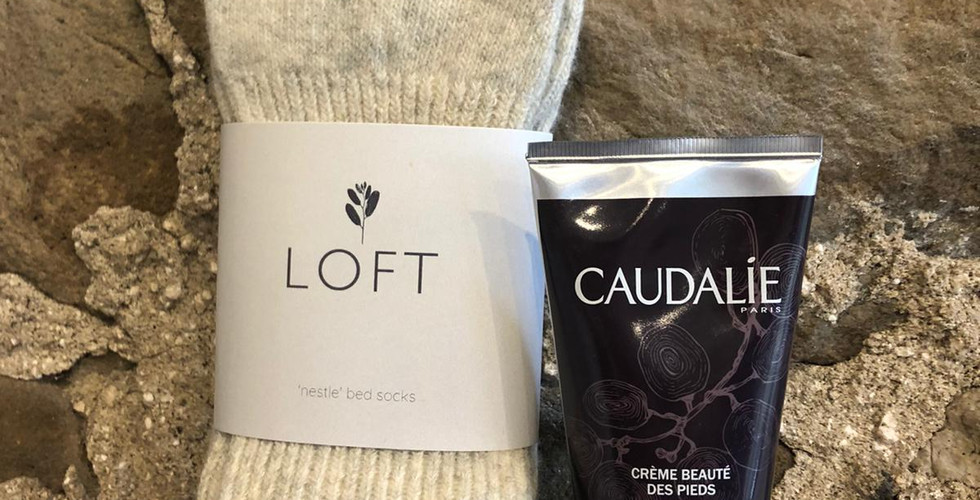 LOFT
'nestle' bed socks
CAUDALIE
PARIS
CRÈME BEAUTÉ
DES PIEDS